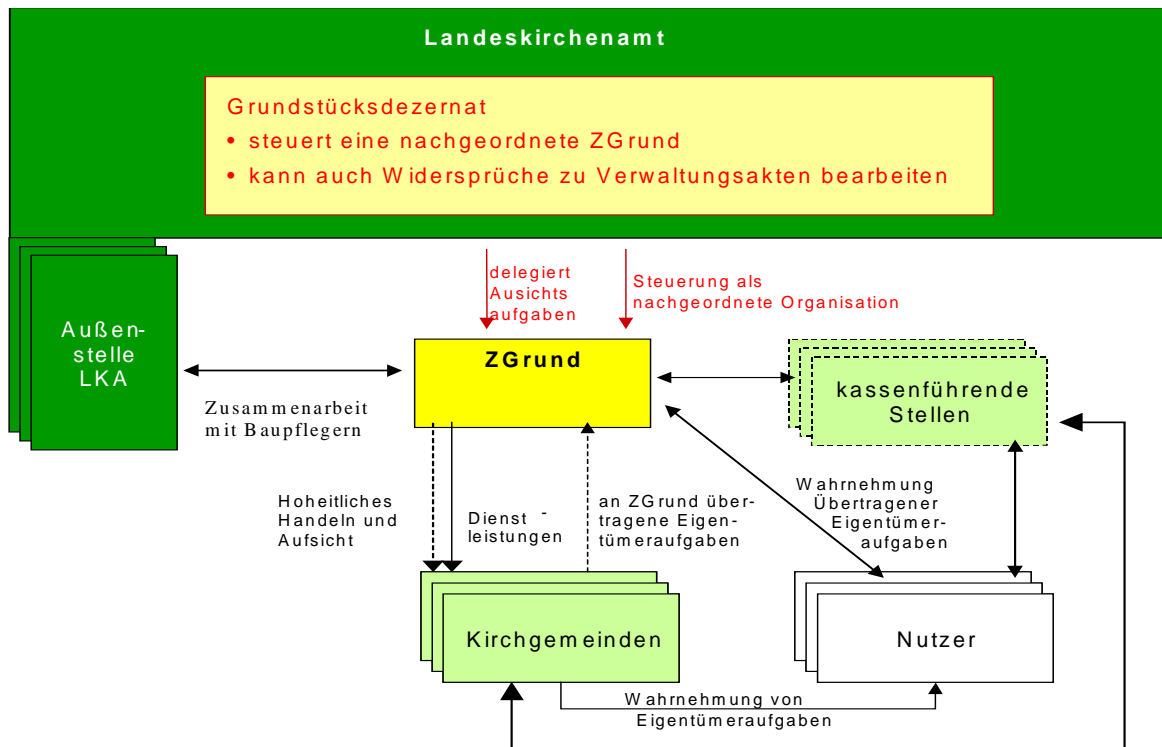 Landeskirchenamt
Grundstücksdezernat
• steuert eine nachgeordnete ZGrund
• kann auch Widersprüche zu Verwaltungsakten bearbeiten
delegiert
Ausichts
aufgaben
Steuerung als
nachgeordnete Organisation
Außen-
stelle
LKA
ZGrund
kassenführende
Stellen
Zusammenarbeit
mit Baupflegern
Hoheitliches
Handeln und
Aufsicht
Dienst-
leistungen
an ZGrund über-
tragene Eigen-
tümeraufgaben
Wahrnehmung
Übertragener
Eigentümer-
aufgaben
Kirchgemeinden
Nutzer
Wahrnehmung von
Eigentümeraufgaben